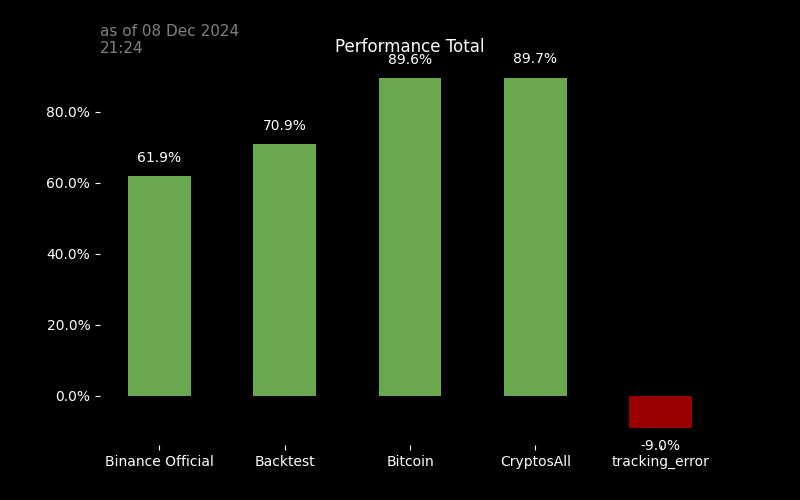 as of 08 Dec 2024
21:24
Performance Total
89.6%
89.7%
80.0%
70.9%
61.9%
60.0%
40.0%
20.0%
0.0%
-9.0%
Binance Official
Backtest
Bitcoin
CryptosAll
tracking_error